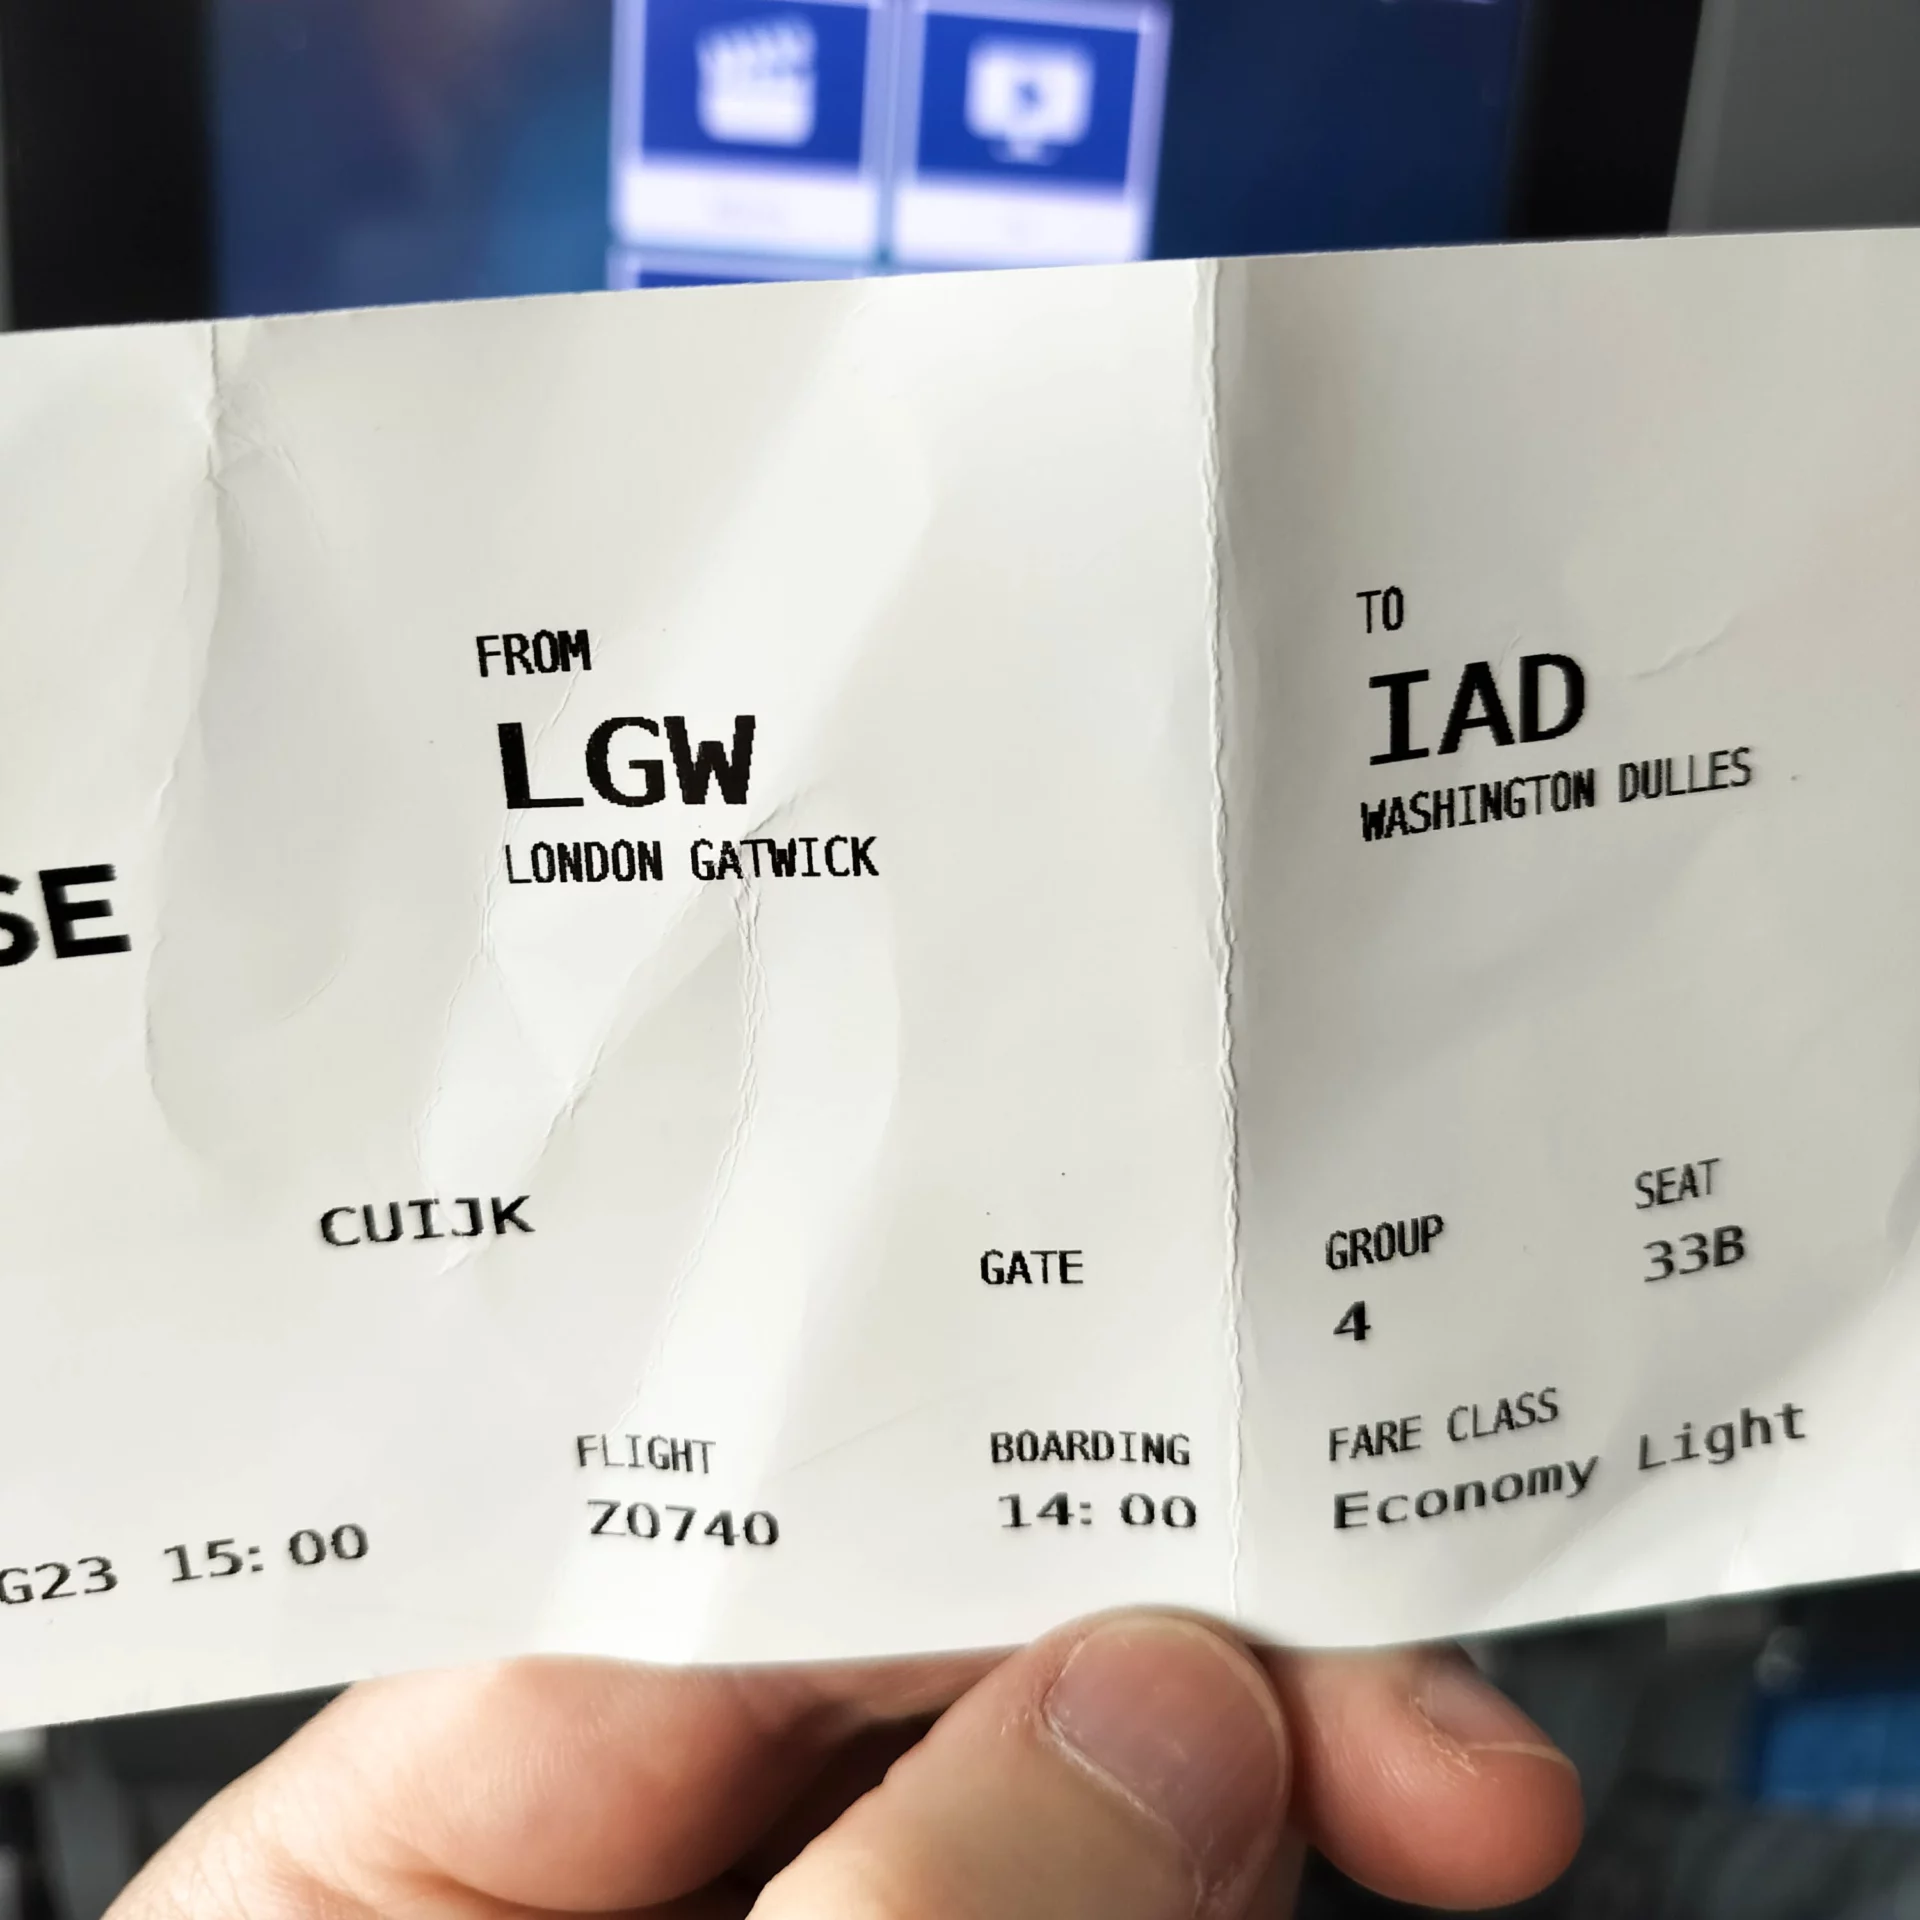 FROM
LGW
LONDON GATWICK
TO
IAD
WASHINGTON DULLES
SE
CUIJK
GATE
GROUP
4
SEAT
33B
G23 15:00
FLIGHT
Z0740
BOARDING
14:00
FARE CLASS
Economy Light